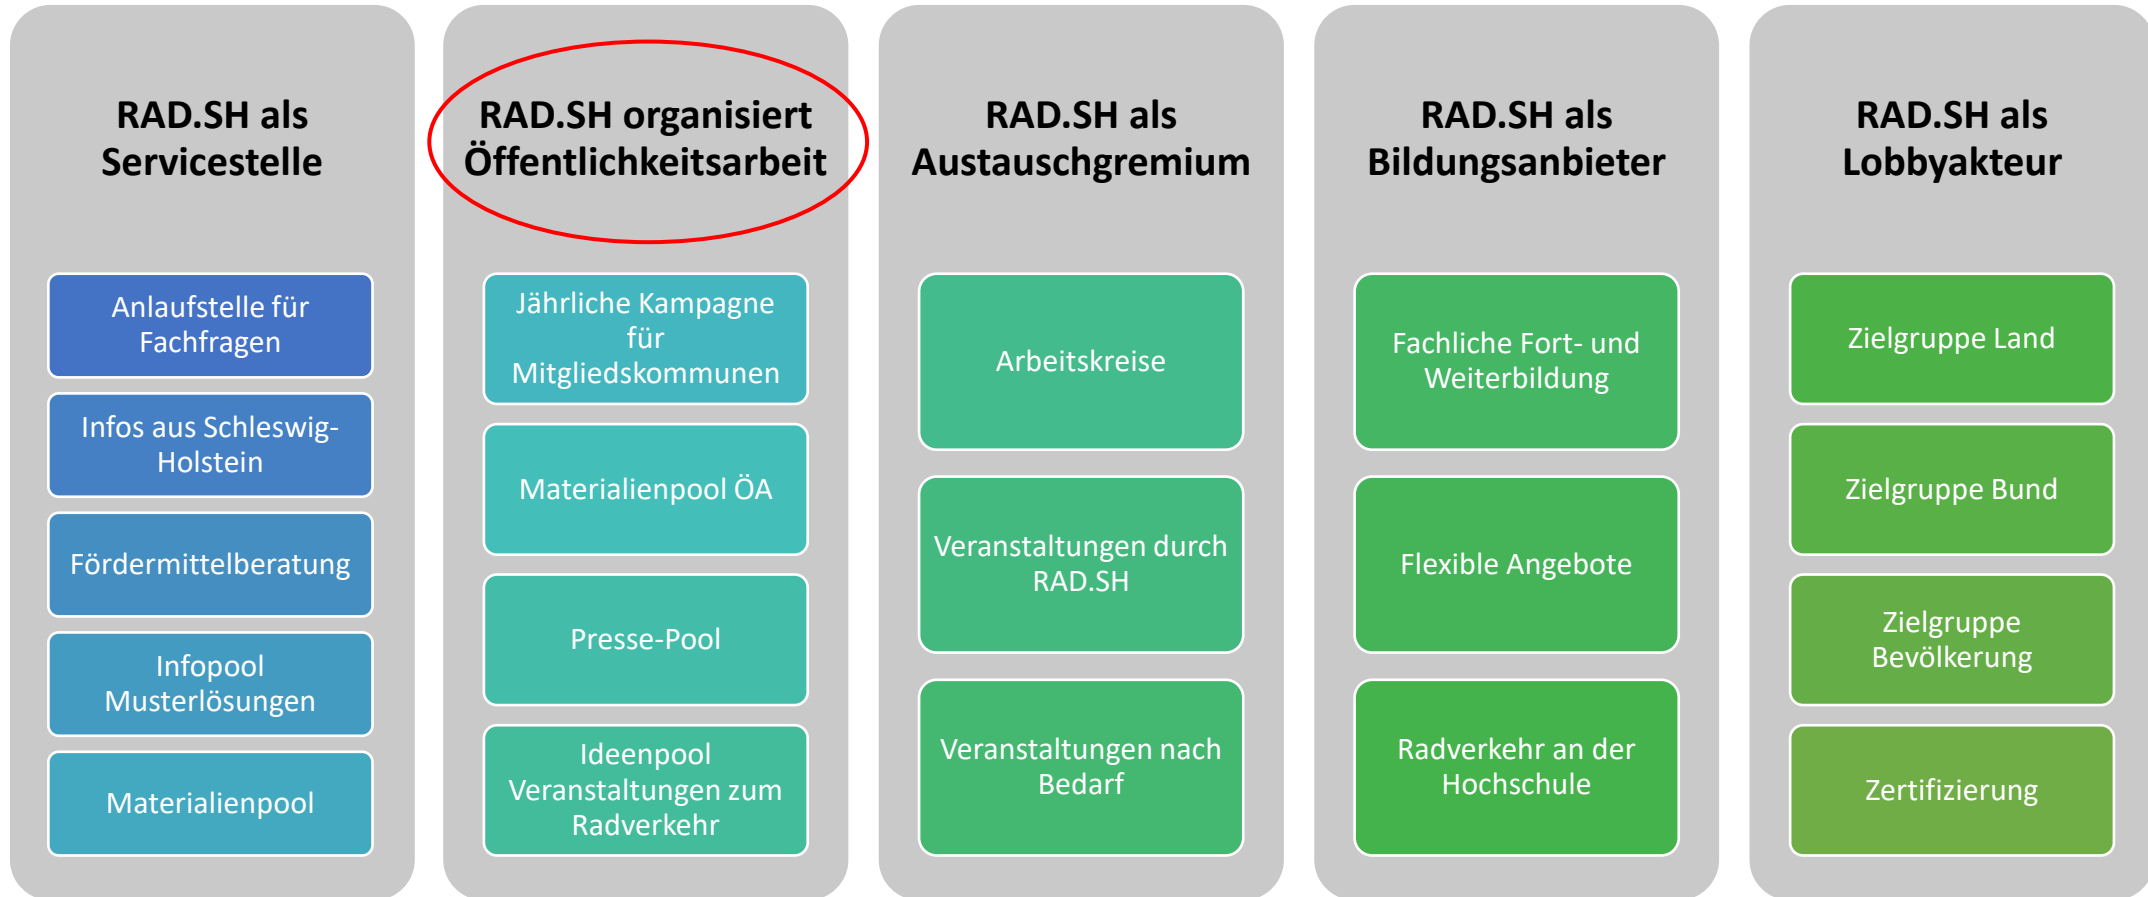 RAD.SH als
Servicestelle
Anlaufstelle für
Fachfragen
Infos aus Schleswig-
Holstein
Fördermittelberatung
Infopool
Musterlösungen
Materialienpool
RAD.SH organisiert
Öffentlichkeitsarbeit
Jährliche Kampagne
für
Mitgliedskommunen
Materialienpool ÖA
Presse-Pool
Ideenpool
Veranstaltungen zum
Radverkehr
RAD.SH als
Austauschgremium
Arbeitskreise
Veranstaltungen durch
RAD.SH
Veranstaltungen nach
Bedarf
RAD.SH als
Bildungsanbieter
Fachliche Fort- und
Weiterbildung
Flexible Angebote
Radverkehr an der
Hochschule
RAD.SH als
Lobbyakteur
Zielgruppe Land
Zielgruppe Bund
Zielgruppe
Bevölkerung
Zertifizierung